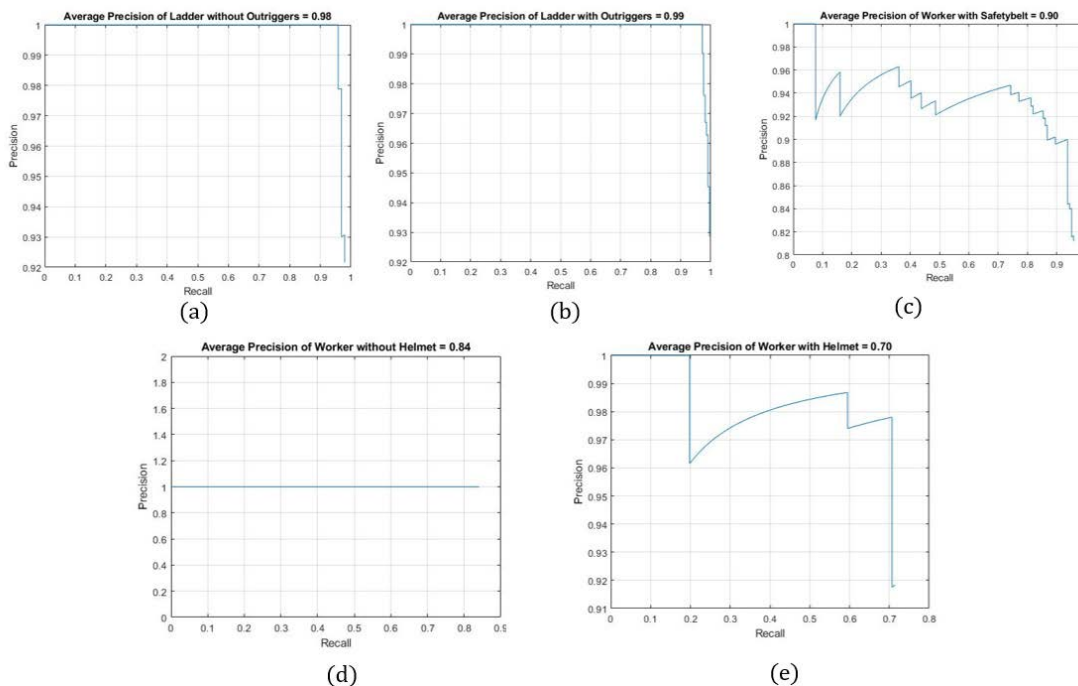 Average Precision of Ladder without Outriggers = 0.98
1
0.99
0.98
0.97
0.96
0.95
0.94
0.93
0.92
Precision
0 0.1 0.2 0.3 0.4 0.5 0.6 0.7 0.8 0.9 1
Recall
(a)
Average Precision of Ladder with Outriggers = 0.99
1
0.99
0.98
0.97
0.96
0.95
0.94
0.93
0.92
Precision
0 0.1 0.2 0.3 0.4 0.5 0.6 0.7 0.8 0.9 1
Recall
(b)
Average Precision of Worker with Safetybelt = 0.90
1
0.98
0.96
0.94
0.92
0.9
0.88
0.86
0.84
0.82
0.8
Precision
0 0.1 0.2 0.3 0.4 0.5 0.6 0.7 0.8 0.9
Recall
(c)
Average Precision of Worker without Helmet = 0.84
2
1.8
1.6
1.4
1.2
1
0.8
0.6
0.4
0.2
0
Precision
0 0.1 0.2 0.3 0.4 0.5 0.6 0.7 0.8 0.9
Recall
(d)
Average Precision of Worker with Helmet = 0.70
1
0.99
0.98
0.97
0.96
0.95
0.94
0.93
0.92
0.91
Precision
0 0.1 0.2 0.3 0.4 0.5 0.6 0.7 0.8
Recall
(e)